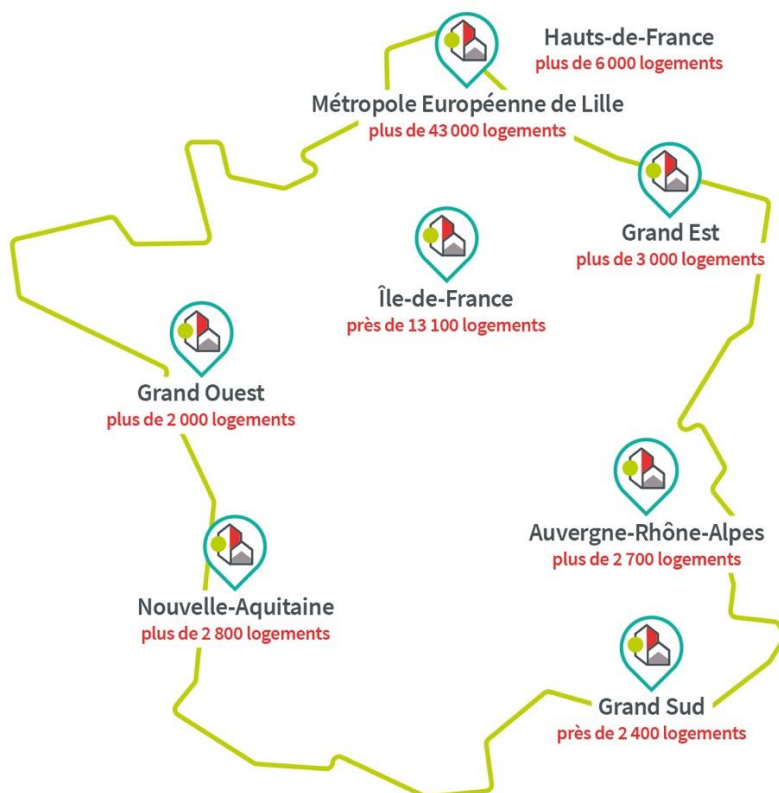 Hauts-de-France
plus de 6 000 logements
Métropole Européenne de Lille
plus de 43 000 logements
Grand Est
plus de 3 000 logements
Île-de-France
près de 13 100 logements
Grand Ouest
plus de 2 000 logements
Auvergne-Rhône-Alpes
plus de 2 700 logements
Nouvelle-Aquitaine
plus de 2 800 logements
Grand Sud
près de 2 400 logements